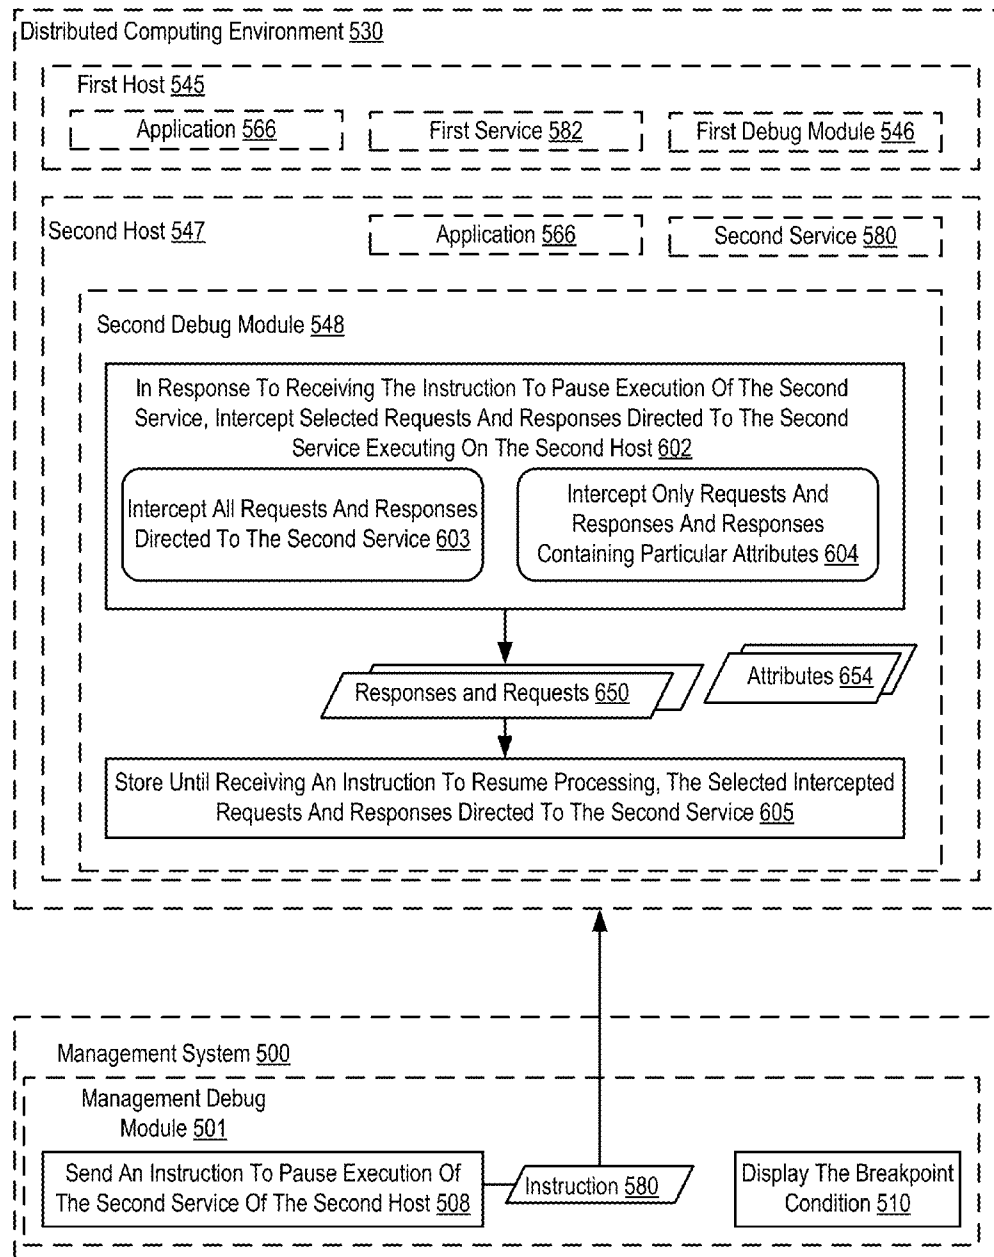 Distributed Computing Environment 530
First Host 545
Application 566
First Service 582
First Debug Module 546
Second Host 547
Application 566
Second Service 580
Second Debug Module 548
In Response To Receiving The Instruction To Pause Execution Of The Second
Service, Intercept Selected Requests And Responses Directed To The Second
Service Executing On The Second Host 602
Intercept All Requests And Responses
Directed To The Second Service 603
Intercept Only Requests And
Responses And Responses
Containing Particular Attributes 604
Responses and Requests 650
Attributes 654
Store Until Receiving An Instruction To Resume Processing, The Selected Intercepted
Requests And Responses Directed To The Second Service 605
Management System 500
Management Debug
Module 501
Send An Instruction To Pause Execution Of
The Second Service Of The Second Host 508
Instruction 580
Display The Breakpoint
Condition 510